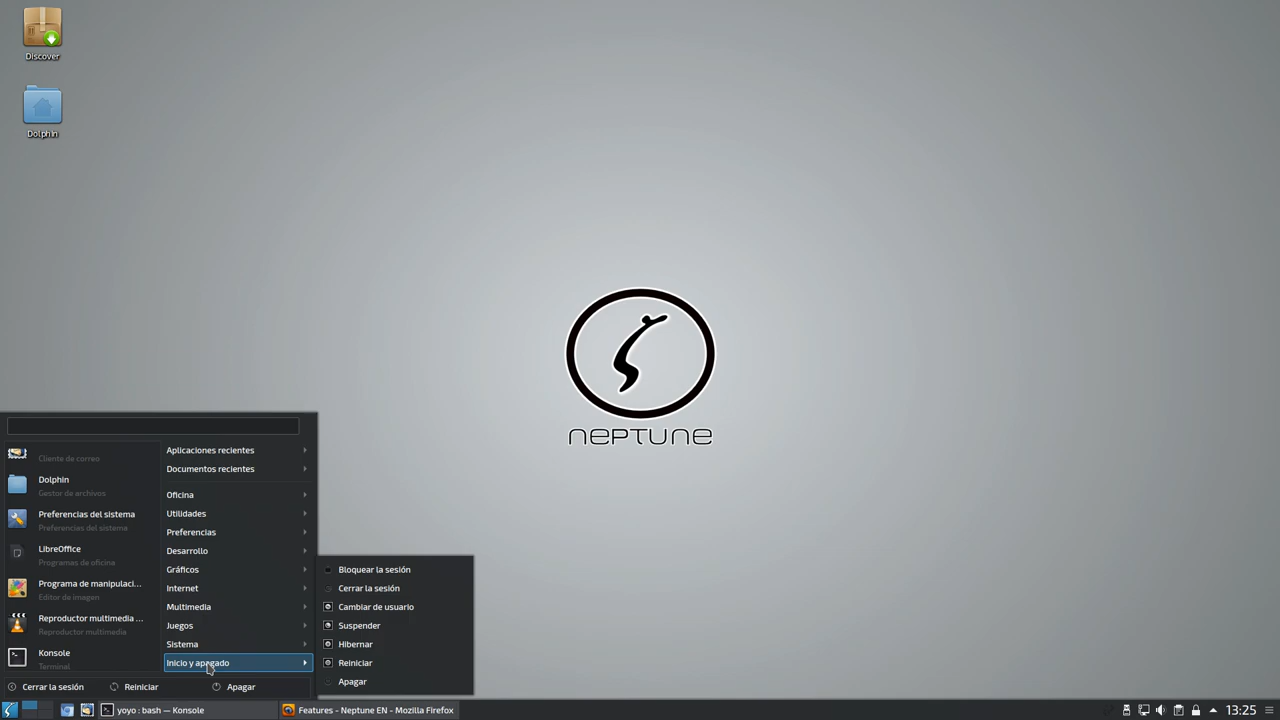 Discover
Dolphin
NEPTUNE
Cliente de correo
Dolphin
Gestor de archivos
Preferencias del sistema
Preferencias del sistema
LibreOffice
Programas de oficina
Programa de manipulaci...
Editor de imagen
Reproductor multimedia ...
Reproductor multimedia
Konsole
Terminal
Aplicaciones recientes
Documentos recientes
Oficina
Utilidades
Preferencias
Desarrollo
Gráficos
Internet
Multimedia
Juegos
Sistema
Inicio y apagado
Bloquear la sesión
Cerrar la sesión
Cambiar de usuario
Suspender
Hibernar
Reiniciar
Apagar
Cerrar la sesión
Reiniciar
Apagar
yoyo : bash — Konsole
Features - Neptune EN - Mozilla Firefox
13:25